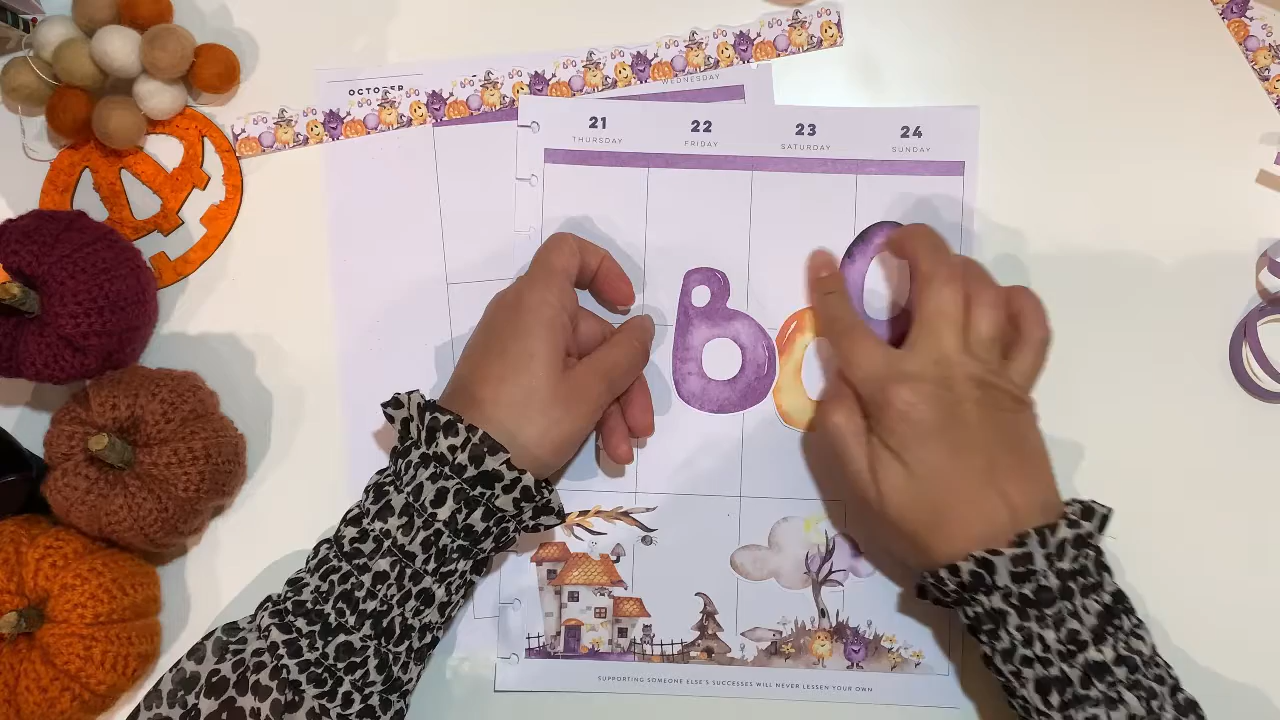 OCTOBER
WEDNESDAY
21 22 23 24
THURSDAY FRIDAY SATURDAY SUNDAY
Boo
SUPPORTING SOMEONE ELSE'S SUCCESSES WILL NEVER LESSEN YOUR OWN